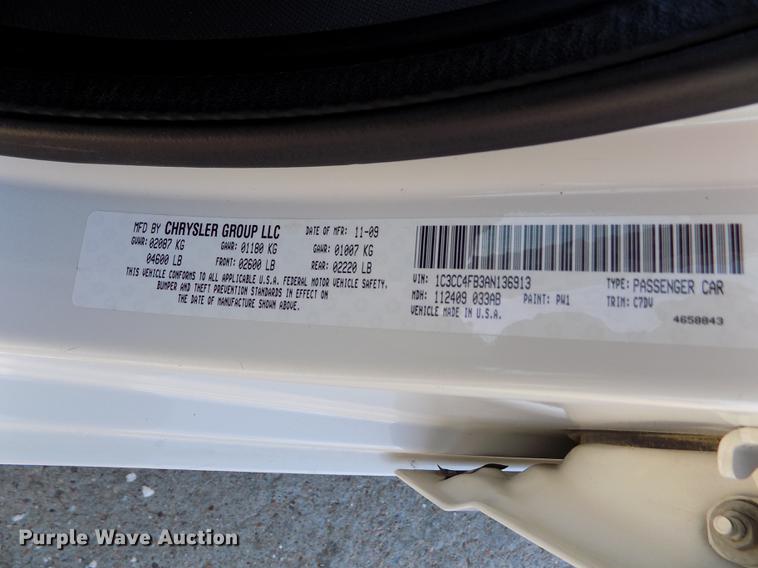 MFD BY CHRYSLER GROUP LLC DATE OF MFR: 11-09
GVWR: 02087 KG GAWR: 01180 KG GAWR: 01007 KG
04600 LB FRONT: 02600 LB REAR: 02220 LB
THIS VEHICLE CONFORMS TO ALL APPLICABLE U.S.A. FEDERAL MOTOR VEHICLE SAFETY,
BUMPER AND THEFT PREVENTION STANDARDS IN EFFECT ON
THE DATE OF MANUFACTURE SHOWN ABOVE.
VIN: 1C3CC4FB3AN136913 TYPE: PASSENGER CAR
MDH: 112409 033AB PAINT: PW1 TRIM: C7DV
VEHICLE MADE IN U.S.A. 4658843
Purple Wave Auction